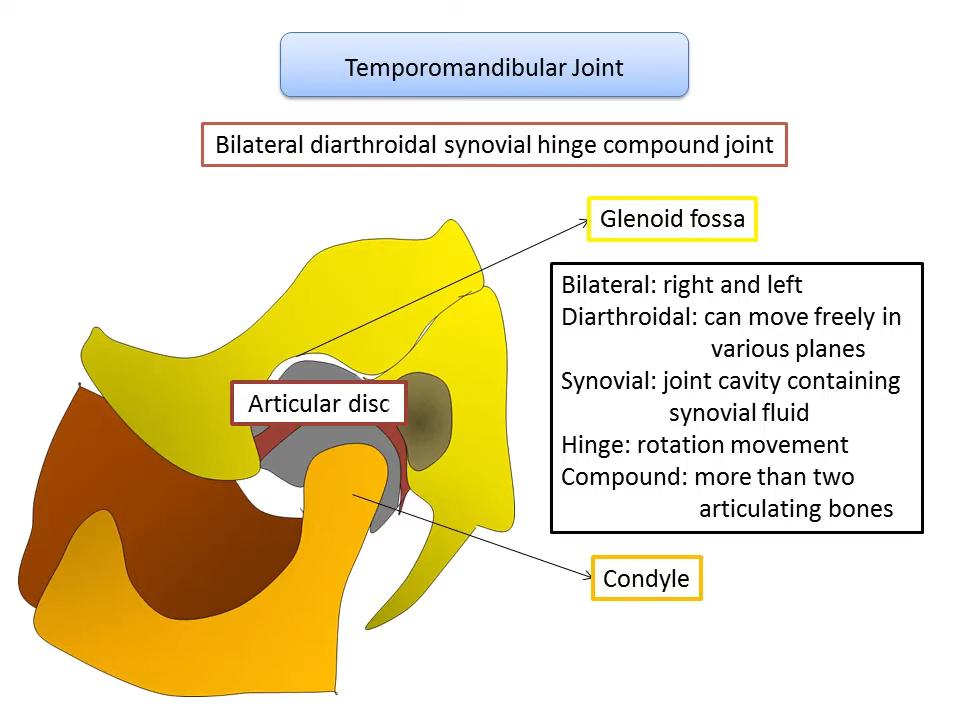 Temporomandibular Joint
Bilateral diarthroidal synovial hinge compound joint
Glenoid fossa
Bilateral: right and left
Diarthroidal: can move freely in
various planes
Synovial: joint cavity containing
synovial fluid
Hinge: rotation movement
Compound: more than two
articulating bones
Articular disc
Condyle